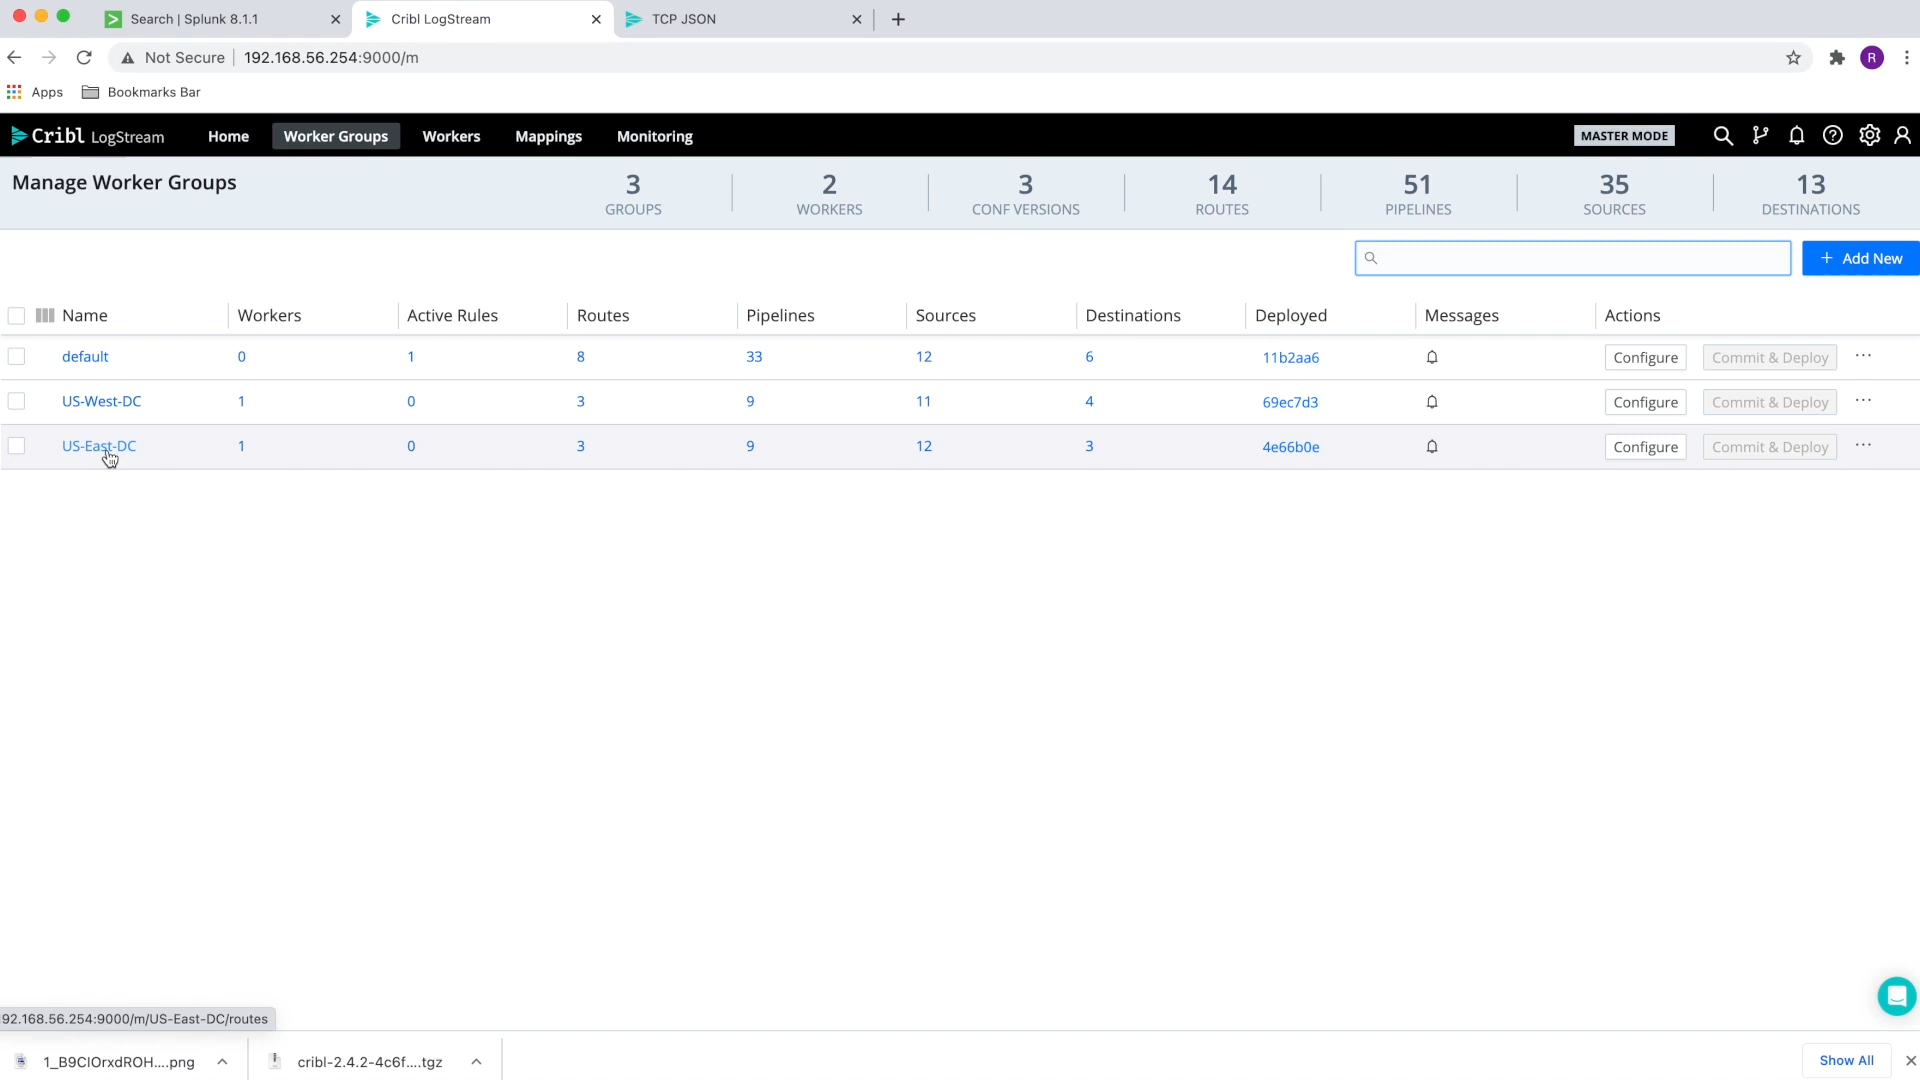 Search | Splunk 8.1.1
Cribl LogStream
TCP JSON
Not Secure
192.168.56.254:9000/m
R
Apps
Bookmarks Bar
Cribl LogStream
Home
Worker Groups
Workers
Mappings
Monitoring
MASTER MODE
Manage Worker Groups
3
GROUPS
2
WORKERS
3
CONF VERSIONS
14
ROUTES
51
PIPELINES
35
SOURCES
13
DESTINATIONS
+ Add New
Name Workers Active Rules Routes Pipelines Sources Destinations Deployed Messages Actions
default 0 1 8 33 12 6 11b2aa6 Configure Commit & Deploy ...
US-West-DC 1 0 3 9 11 4 69ec7d3 Configure Commit & Deploy ...
US-East-DC 1 0 3 9 12 3 4e66b0e Configure Commit & Deploy ...
92.168.56.254:9000/m/US-East-DC/routes
1_B9ClOrxdROH....png
cribl-2.4.2-4c6f....tgz
Show All